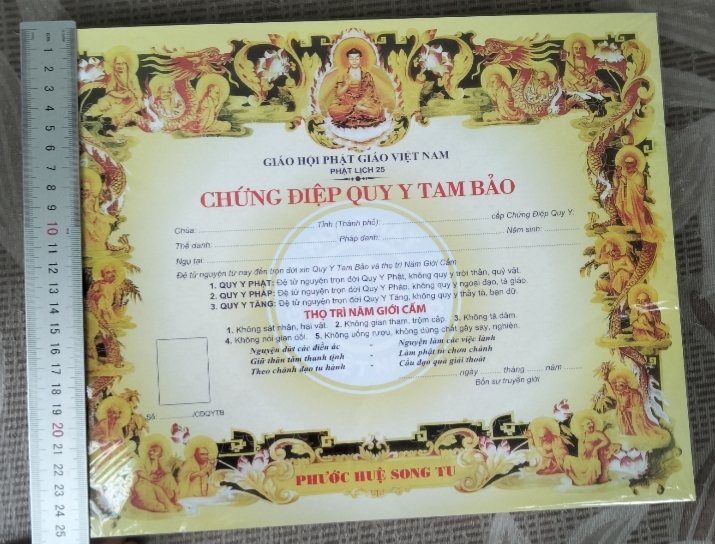 cm
1
2
3
4
5
6
7
8
9
10
11
12
13
14
15
16
17
18
19
20
21
22
23
24
25
GIÁO HỘI PHẬT GIÁO VIỆT NAM
PHẬT LỊCH 25
CHỨNG ĐIỆP QUY Y TAM BẢO
Chùa: Tỉnh (Thành phố): cấp Chứng Điệp Quy Y:
Thế danh: Pháp danh: Năm sinh:
Ngụ tại
Đệ tử nguyện từ nay đến trọn đời xin Quy Y Tam Bảo và thọ trì Năm Giới Cấm
1. QUY Y PHẬT: Đệ tử nguyện trọn đời Quy Y Phật, không quy y trời thần, quỷ vật.
2. QUY Y PHÁP: Đệ tử nguyện trọn đời Quy Y Pháp, không quy y ngoại đạo, tà giáo.
3. QUY Y TĂNG: Đệ tử nguyện trọn đời Quy Y Tăng, không quy y thầy tà, bạn dữ.
THỌ TRÌ NĂM GIỚI CẤM
1. Không sát nhân, hại vật. 2. Không gian tham, trộm cắp. 3. Không tà dâm.
4. Không nói gian dối. 5. Không uống rượu, không dùng chất gây say, nghiện.
Nguyện dứt các điều ác - Nguyện làm các việc lành
Giữ thân tâm thanh tịnh - Làm phật tử chơn chánh
Theo chánh đạo tu hành - Cầu đạo quả giải thoát
ngày tháng năm
Bổn sư truyền giới
Số: /CĐQYTB
PHƯỚC HUỆ SONG TU